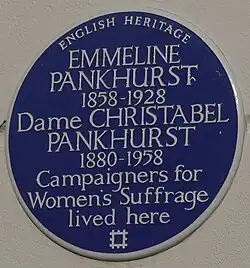 ENGLISH HERITAGE
EMMELINE
PANKHURST
1858-1928
Dame CHRISTABEL
PANKHURST
1880-1958
Campaigners for
Women's Suffrage
lived here